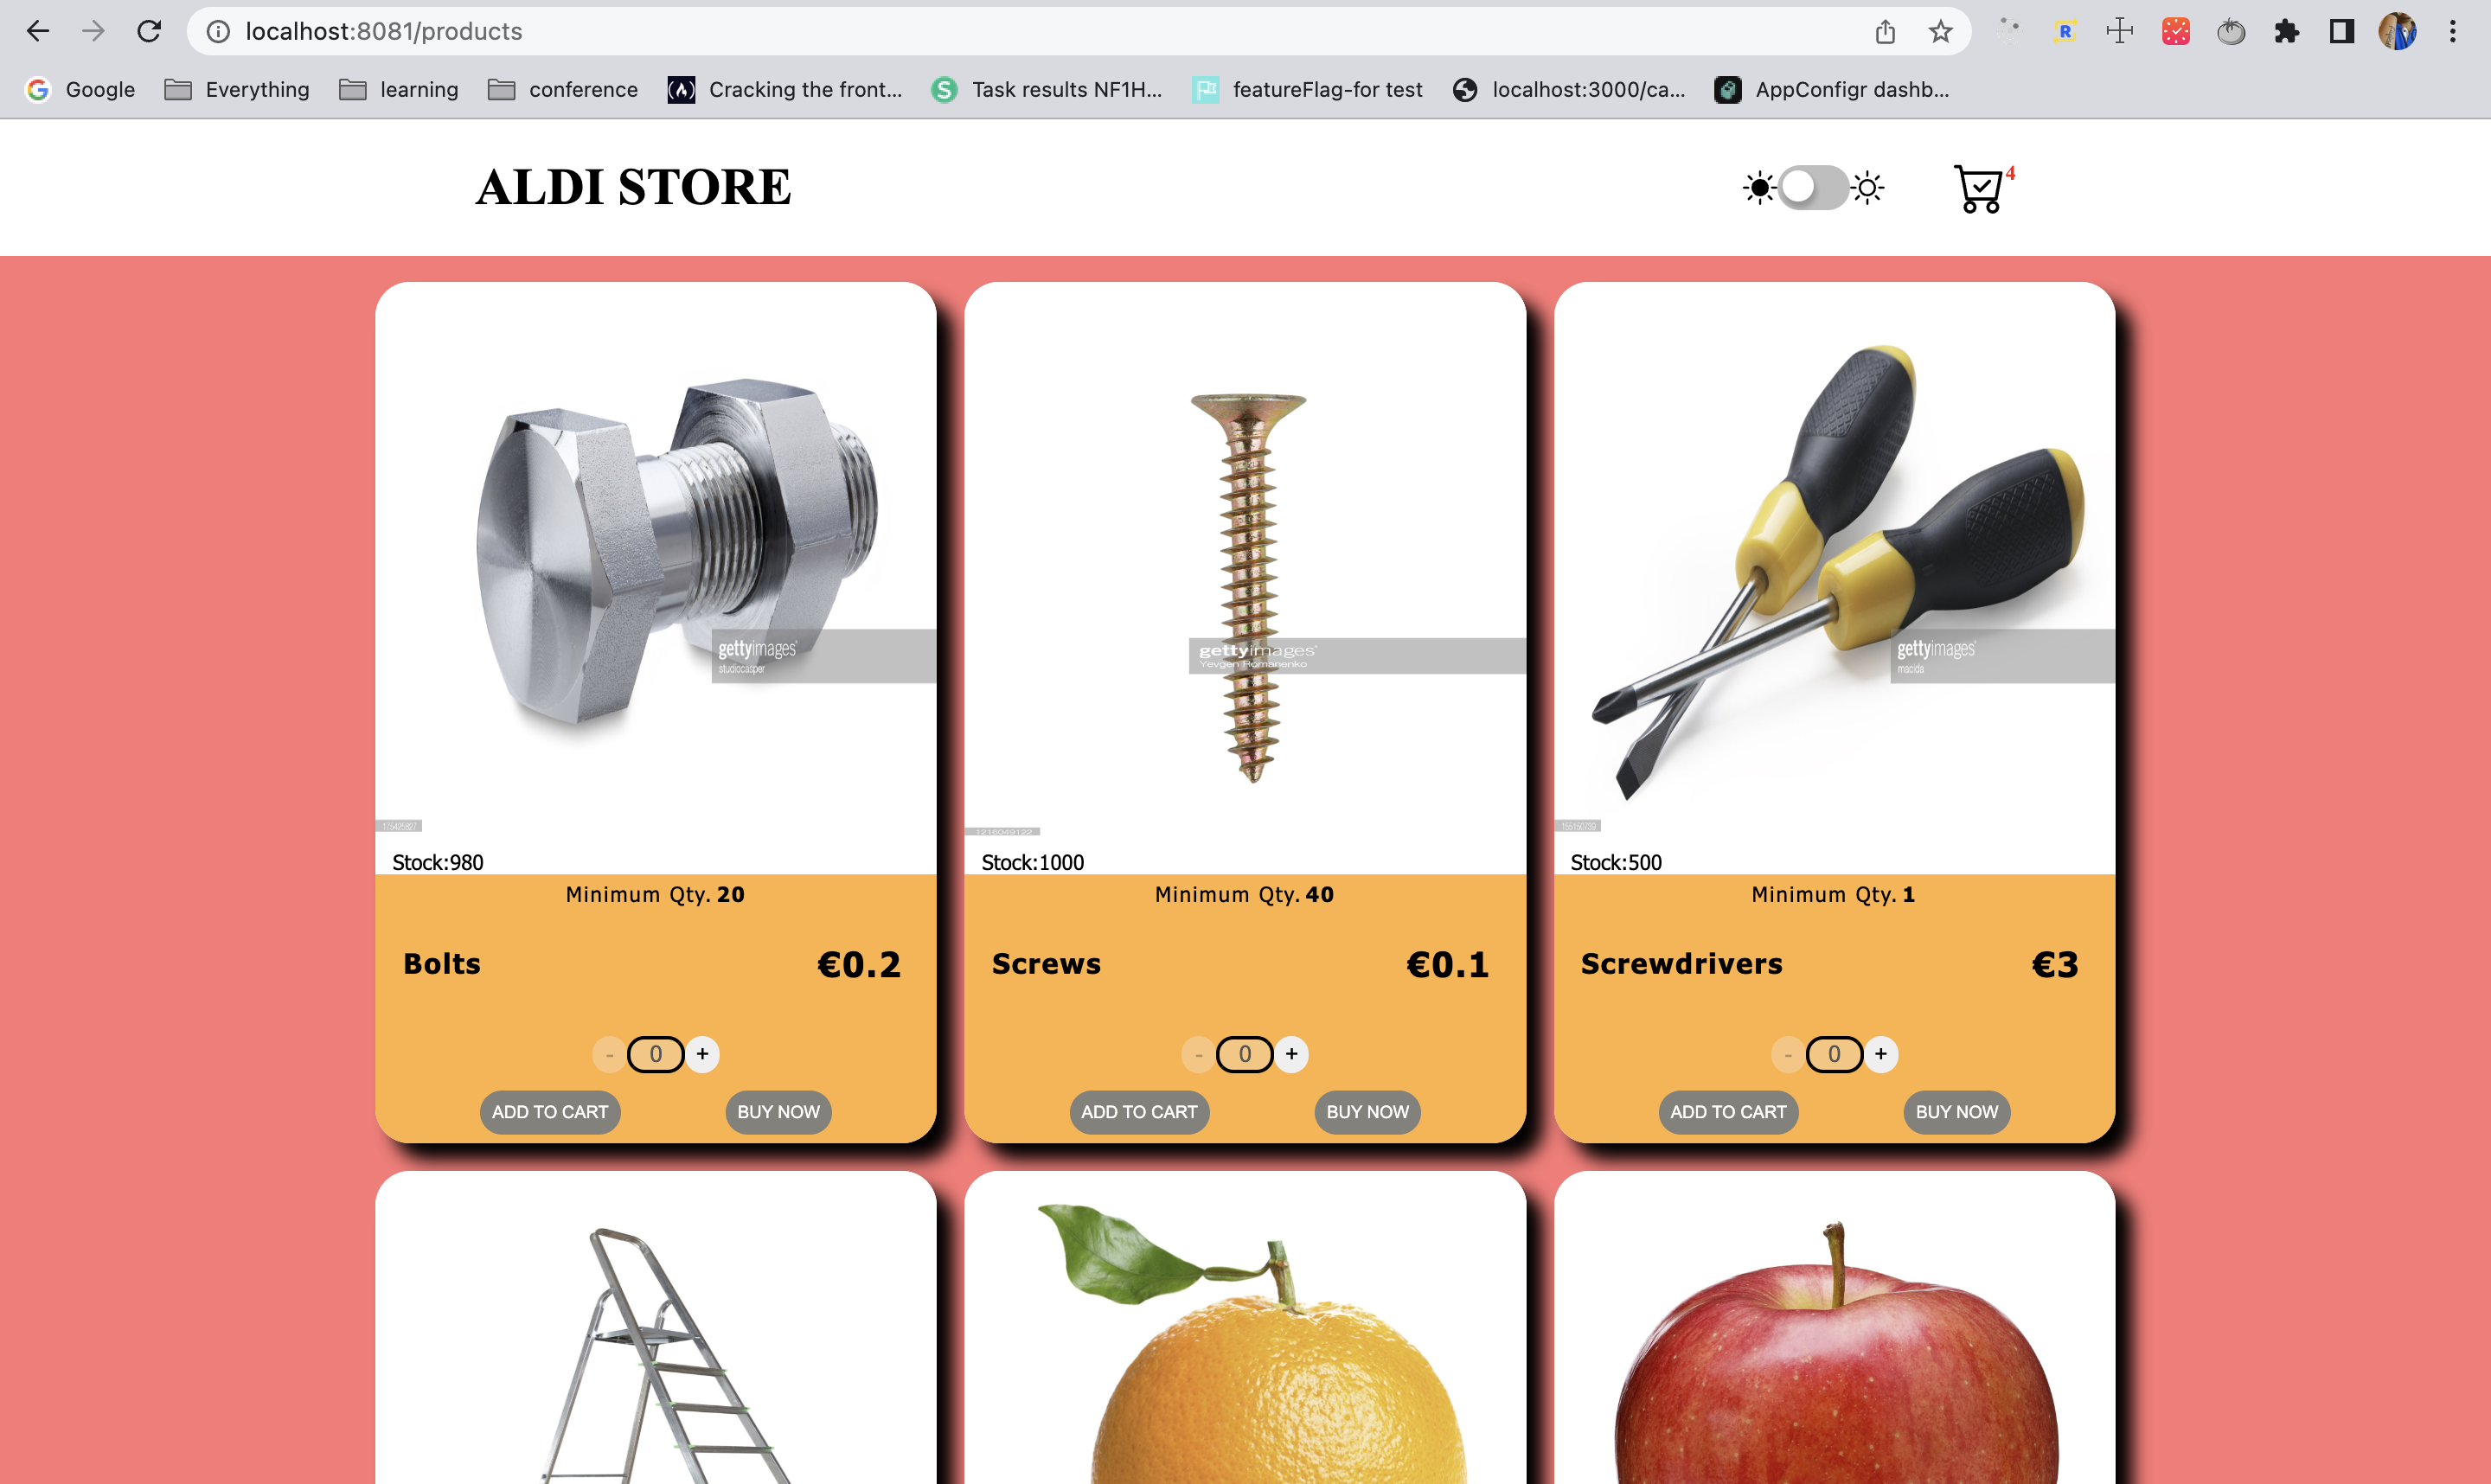 localhost:8081/products
Google
Everything
learning
conference
Cracking the front...
Task results NF1H...
featureFlag-for test
localhost:3000/ca...
AppConfigr dashb...
ALDI STORE
4
gettyimages®
studiocasper
175425827
Stock:980
Minimum Qty. 20
Bolts €0.2
- 0 +
ADD TO CART BUY NOW
gettyimages®
Yevgen Romanenko
1216049122
Stock:1000
Minimum Qty. 40
Screws €0.1
- 0 +
ADD TO CART BUY NOW
gettyimages®
macida
155150739
Stock:500
Minimum Qty. 1
Screwdrivers €3
- 0 +
ADD TO CART BUY NOW